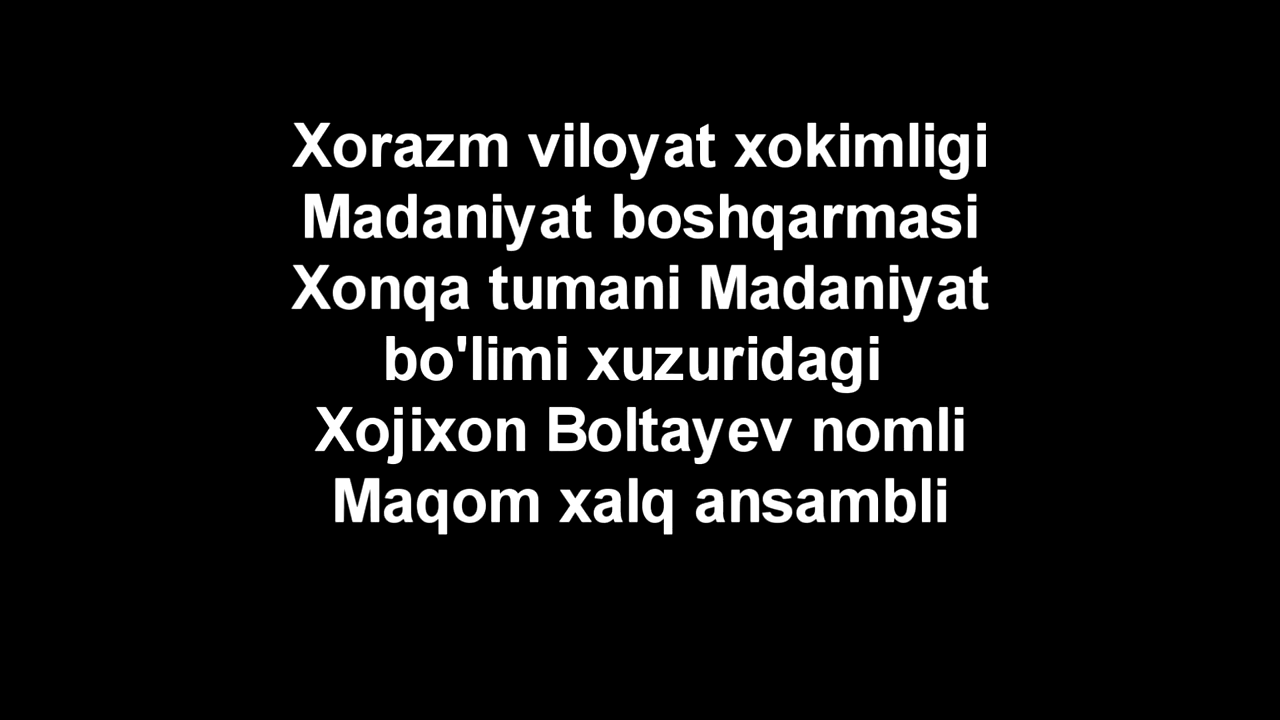 Xorazm viloyat xokimligi
Madaniyat boshqarmasi
Xonqa tumani Madaniyat
bo'limi xuzuridagi
Xojixon Boltayev nomli
Maqom xalq ansambli